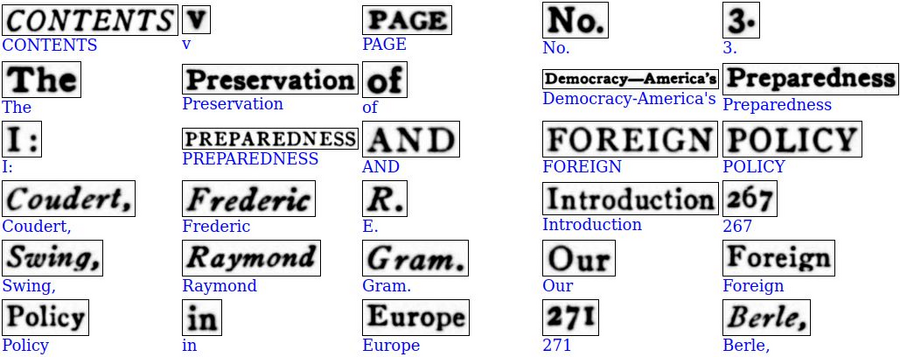 CONTENTS V PAGE No. 3.
CONTENTS v PAGE No. 3.
The Preservation of Democracy—America's Preparedness
The Preservation of Democracy-America's Preparedness
I: PREPAREDNESS AND FOREIGN POLICY
I: PREPAREDNESS AND FOREIGN POLICY
Coudert, Frederic R. Introduction 267
Coudert, Frederic E. Introduction 267
Swing, Raymond Gram. Our Foreign
Swing, Raymond Gram. Our Foreign
Policy in Europe 271 Berle,
Policy in Europe 271 Berle,